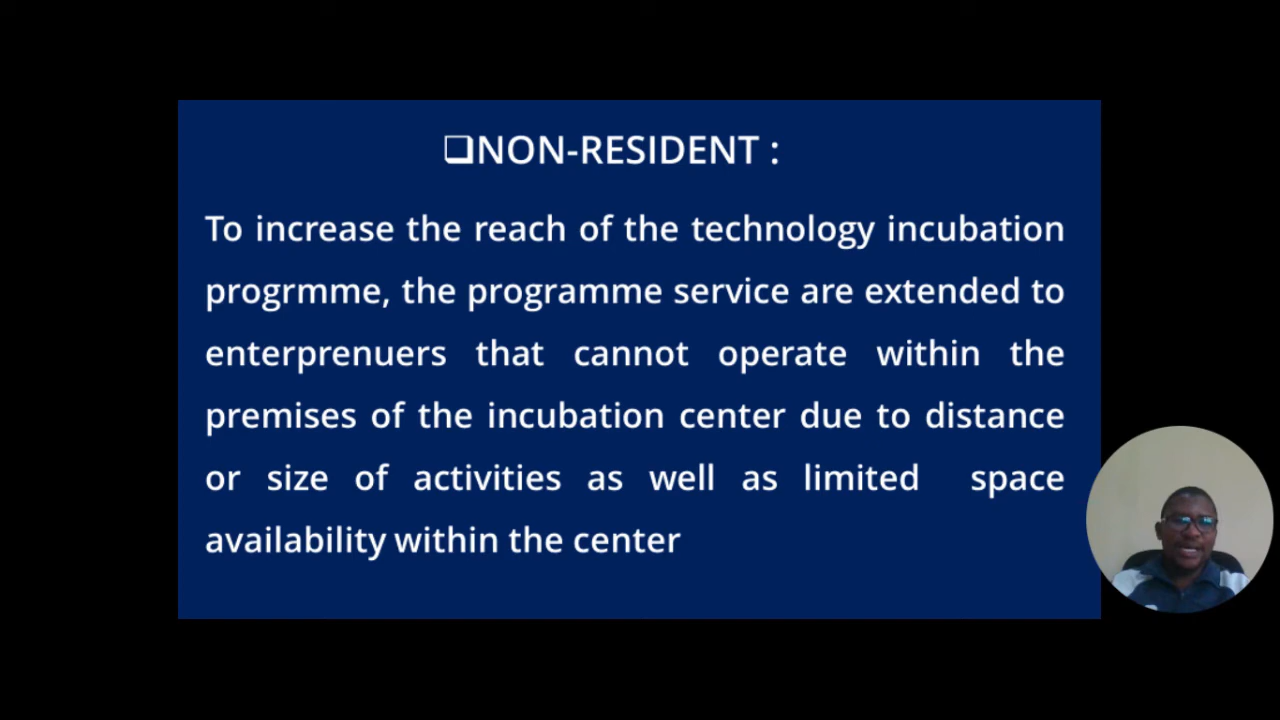 ❑NON-RESIDENT :
To increase the reach of the technology incubation
progrmme, the programme service are extended to
enterprenuers that cannot operate within the
premises of the incubation center due to distance
or size of activities as well as limited space
availability within the center